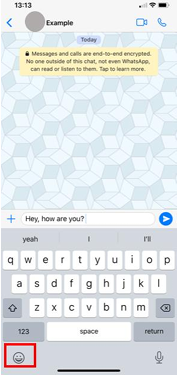 13:13
Example
Today
Messages and calls are end-to-end encrypted.
No one outside of this chat, not even WhatsApp,
can read or listen to them. Tap to learn more.
Hey, how are you?
yeah I I'll
q w e r t y u i o p
a s d f g h j k l
z x c v b n m
123 space return